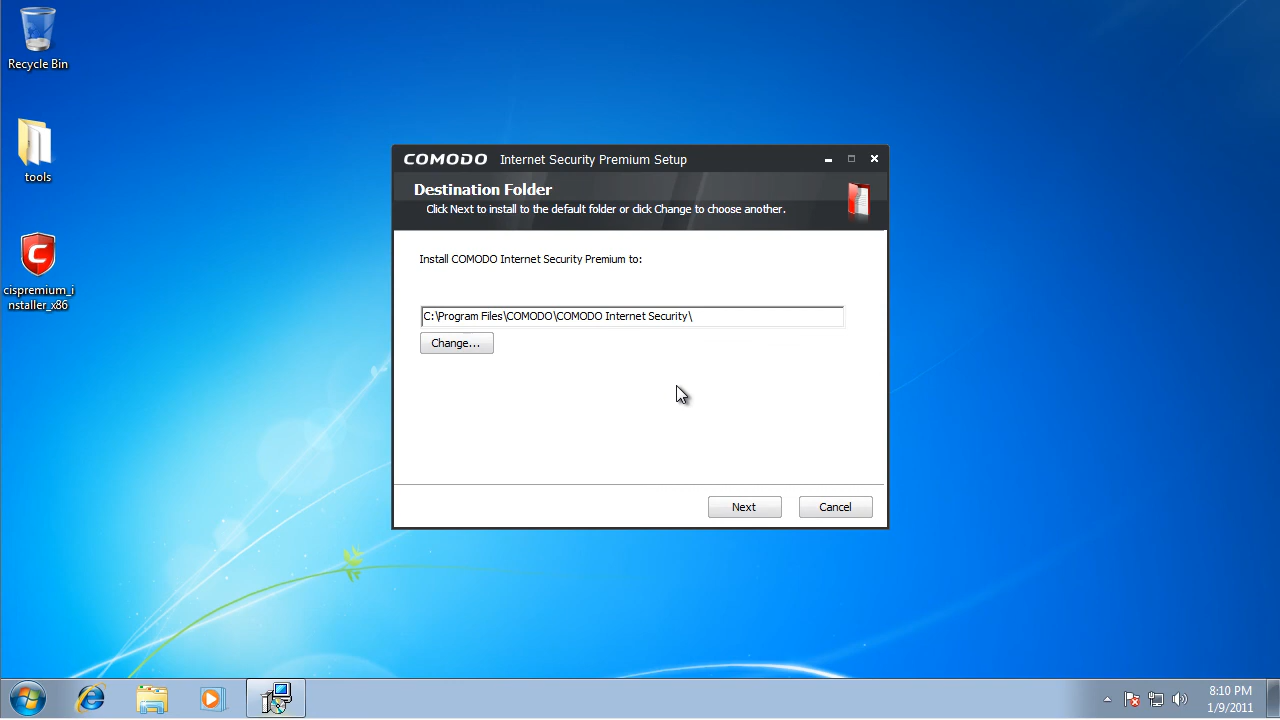 Recycle Bin
tools
cispremium_i
nstaller_x86
COMODO Internet Security Premium Setup
Destination Folder
Click Next to install to the default folder or click Change to choose another.
Install COMODO Internet Security Premium to:
C:\Program Files\COMODO\COMODO Internet Security\
Change...
Next Cancel
8:10 PM
1/9/2011